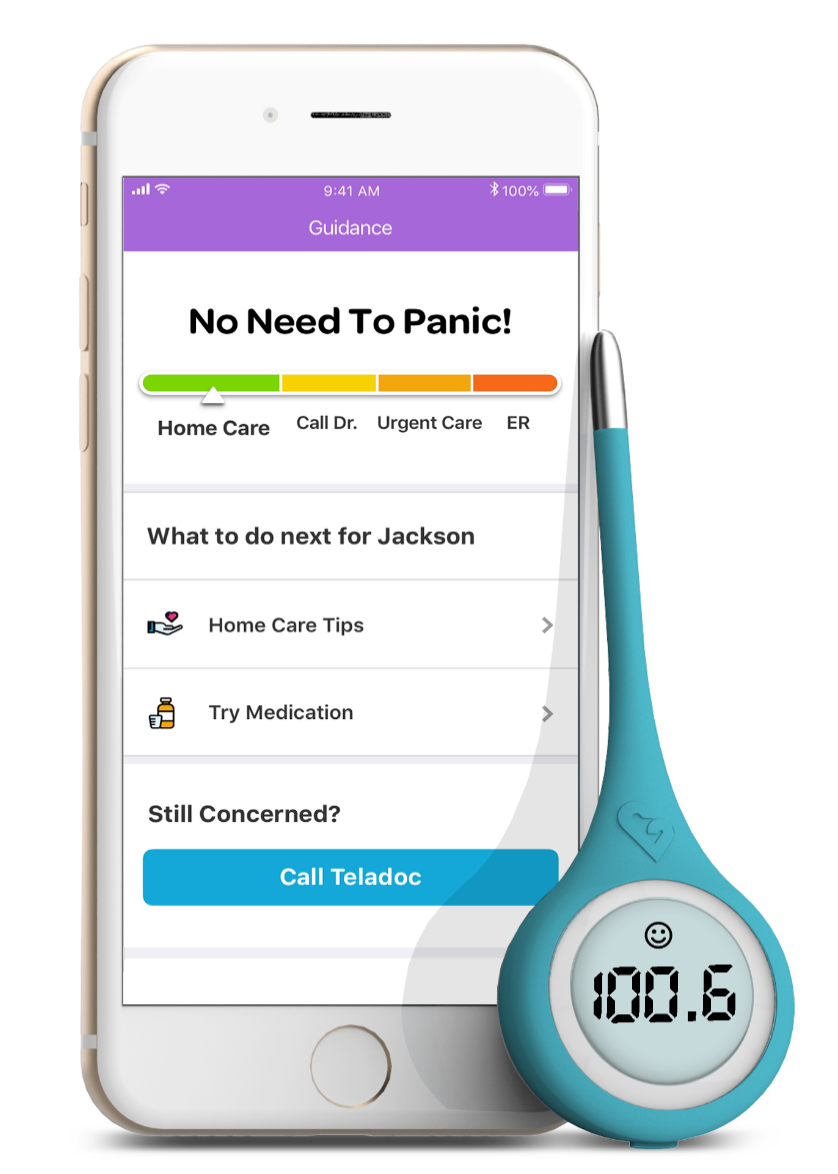 9:41 AM 100%
Guidance
No Need To Panic!
Home Care Call Dr. Urgent Care ER
What to do next for Jackson
Home Care Tips
Try Medication
Still Concerned?
Call Teladoc
100.6